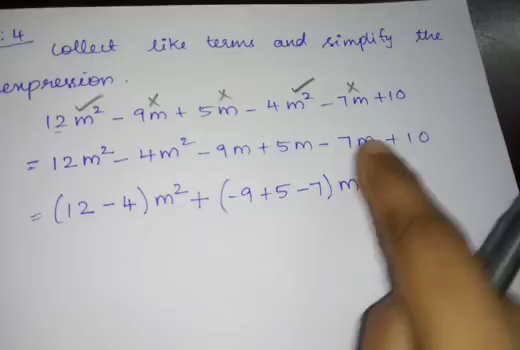 : 4 Collect like terms and simplify the
expression.
12m² - 9m + 5m - 4m² - 7m + 10
= 12m² - 4m² - 9m + 5m - 7m + 10
= (12 - 4) m² + (-9 + 5 - 7) m